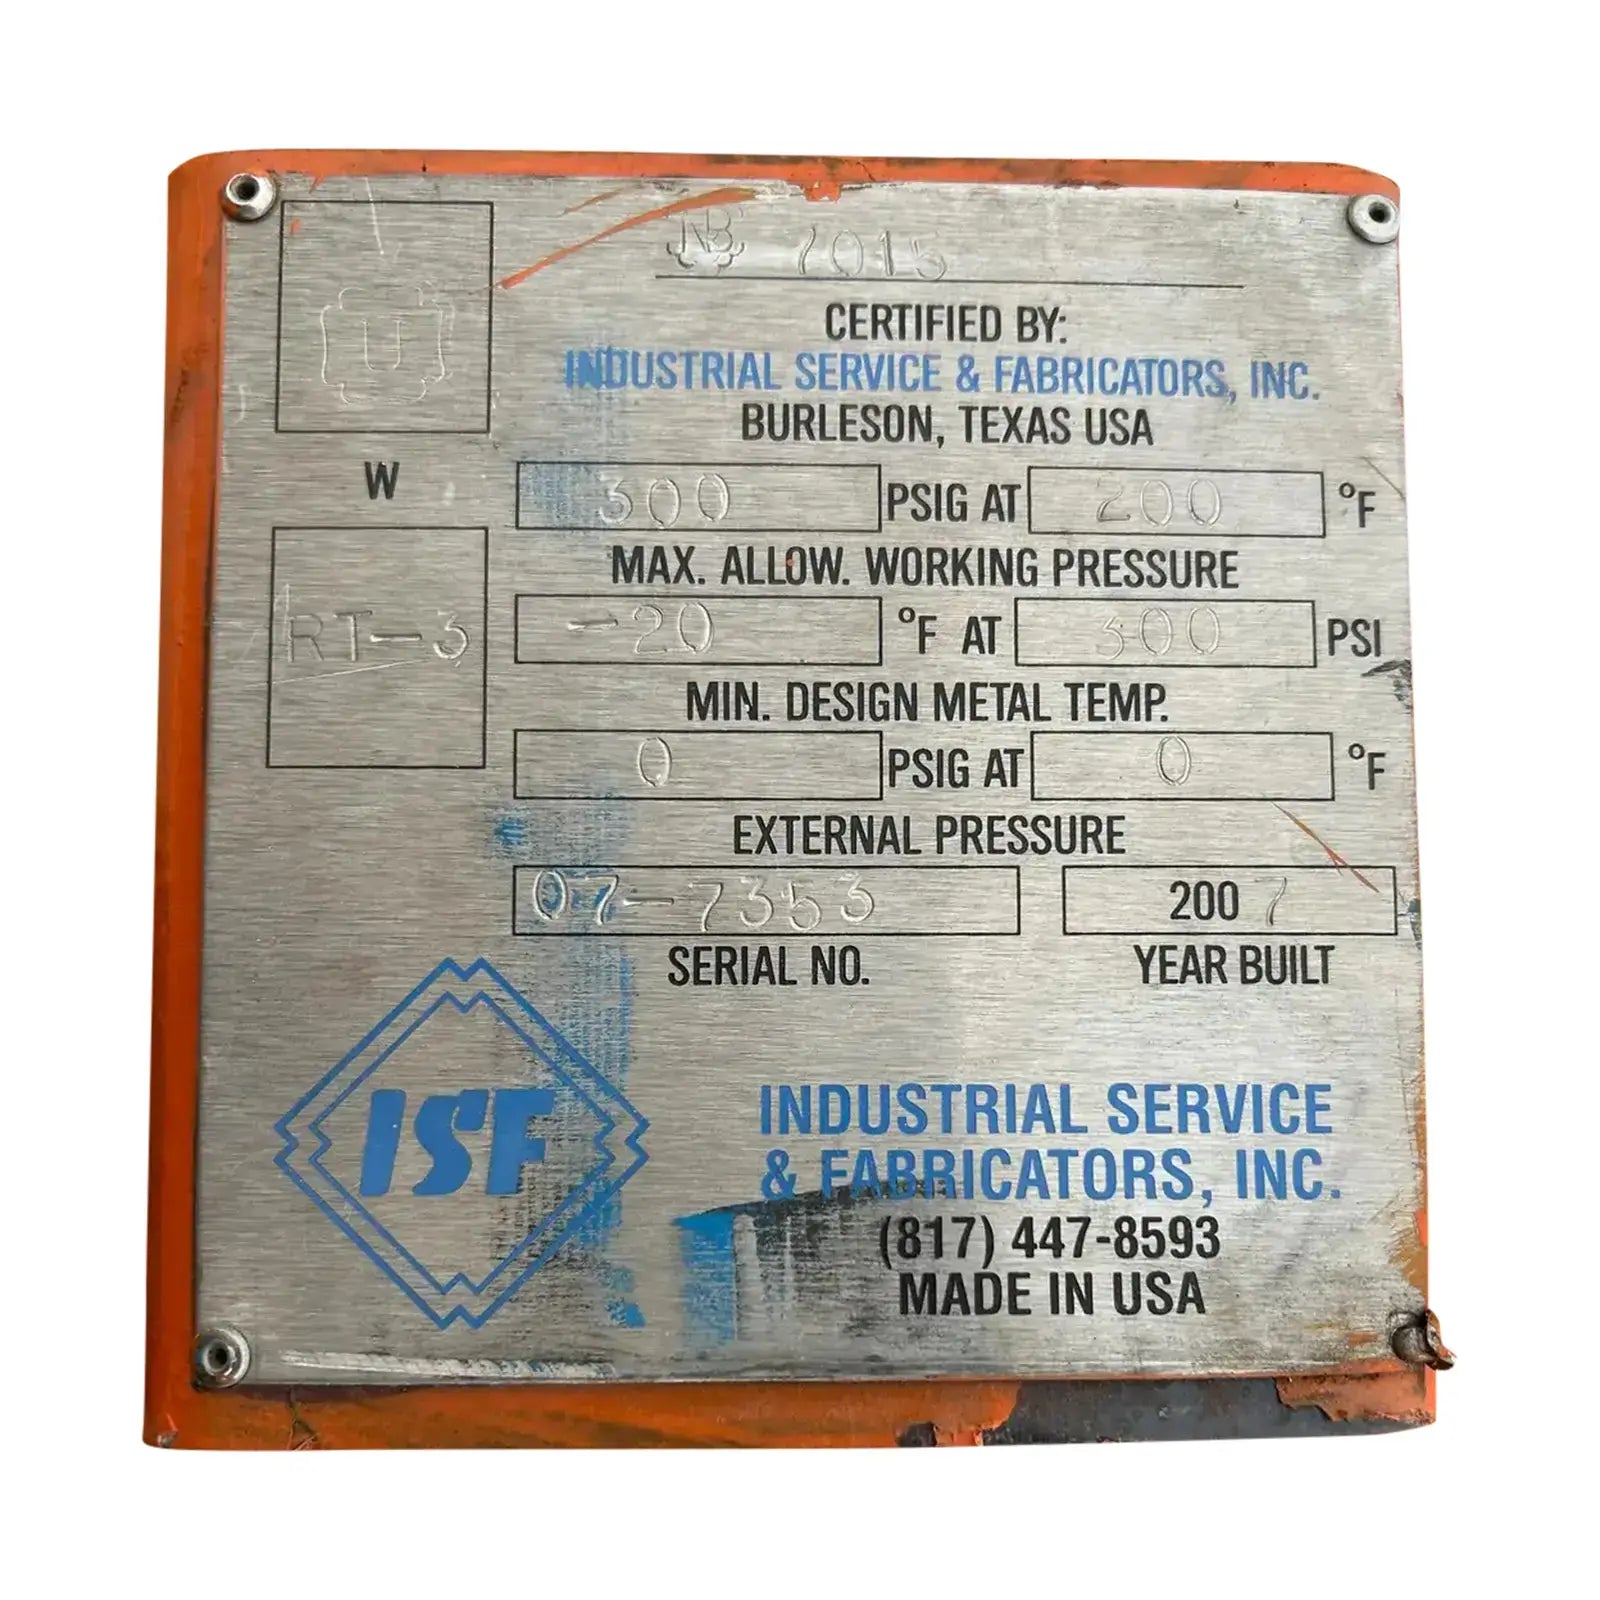 NB 7015
U
CERTIFIED BY:
INDUSTRIAL SERVICE & FABRICATORS, INC.
BURLESON, TEXAS USA
W
300 PSIG AT 200 °F
MAX. ALLOW. WORKING PRESSURE
RT-3
-20 °F AT 300 PSI
MIN. DESIGN METAL TEMP.
0 PSIG AT 0 °F
EXTERNAL PRESSURE
07-7353 2007
SERIAL NO. YEAR BUILT
ISF
INDUSTRIAL SERVICE
& FABRICATORS, INC.
(817) 447-8593
MADE IN USA